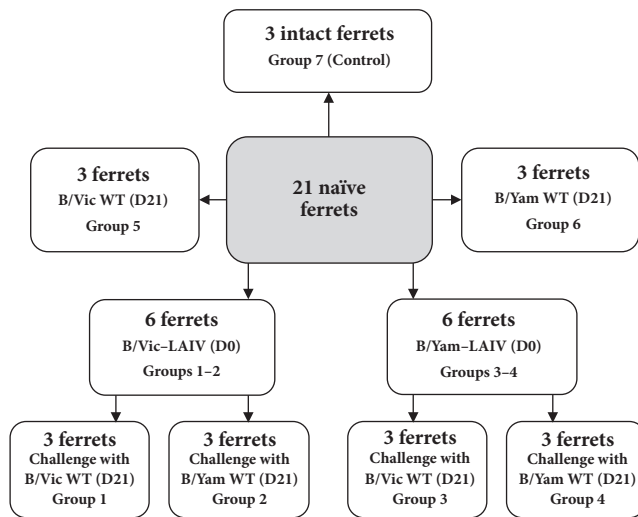 3 intact ferrets
Group 7 (Control)
3 ferrets
B/Vic WT (D21)
Group 5
21 naïve
ferrets
3 ferrets
B/Yam WT (D21)
Group 6
6 ferrets
B/Vic–LAIV (D0)
Groups 1–2
6 ferrets
B/Yam–LAIV (D0)
Groups 3–4
3 ferrets
Challenge with
B/Vic WT (D21)
Group 1
3 ferrets
Challenge with
B/Yam WT (D21)
Group 2
3 ferrets
Challenge with
B/Vic WT (D21)
Group 3
3 ferrets
Challenge with
B/Yam WT (D21)
Group 4